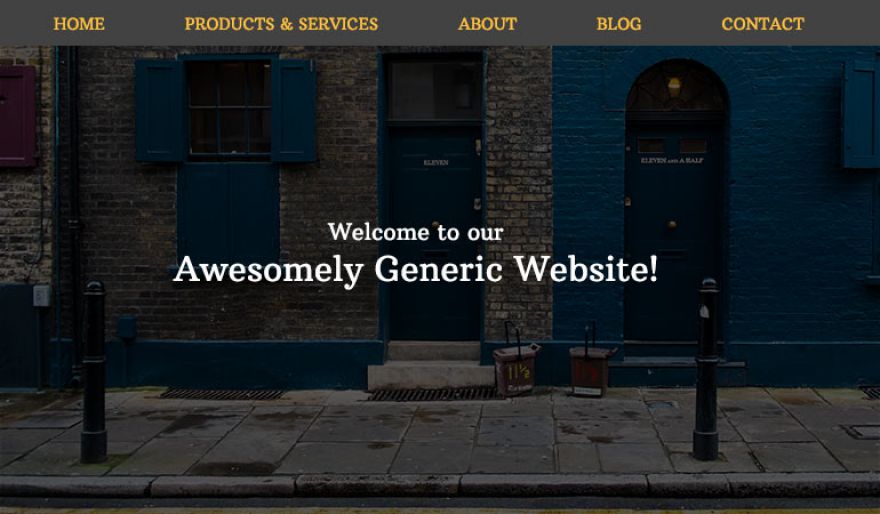 HOME PRODUCTS & SERVICES ABOUT BLOG CONTACT
ELEVEN
ELEVEN AND A HALF
Welcome to our
Awesomely Generic Website!
11½